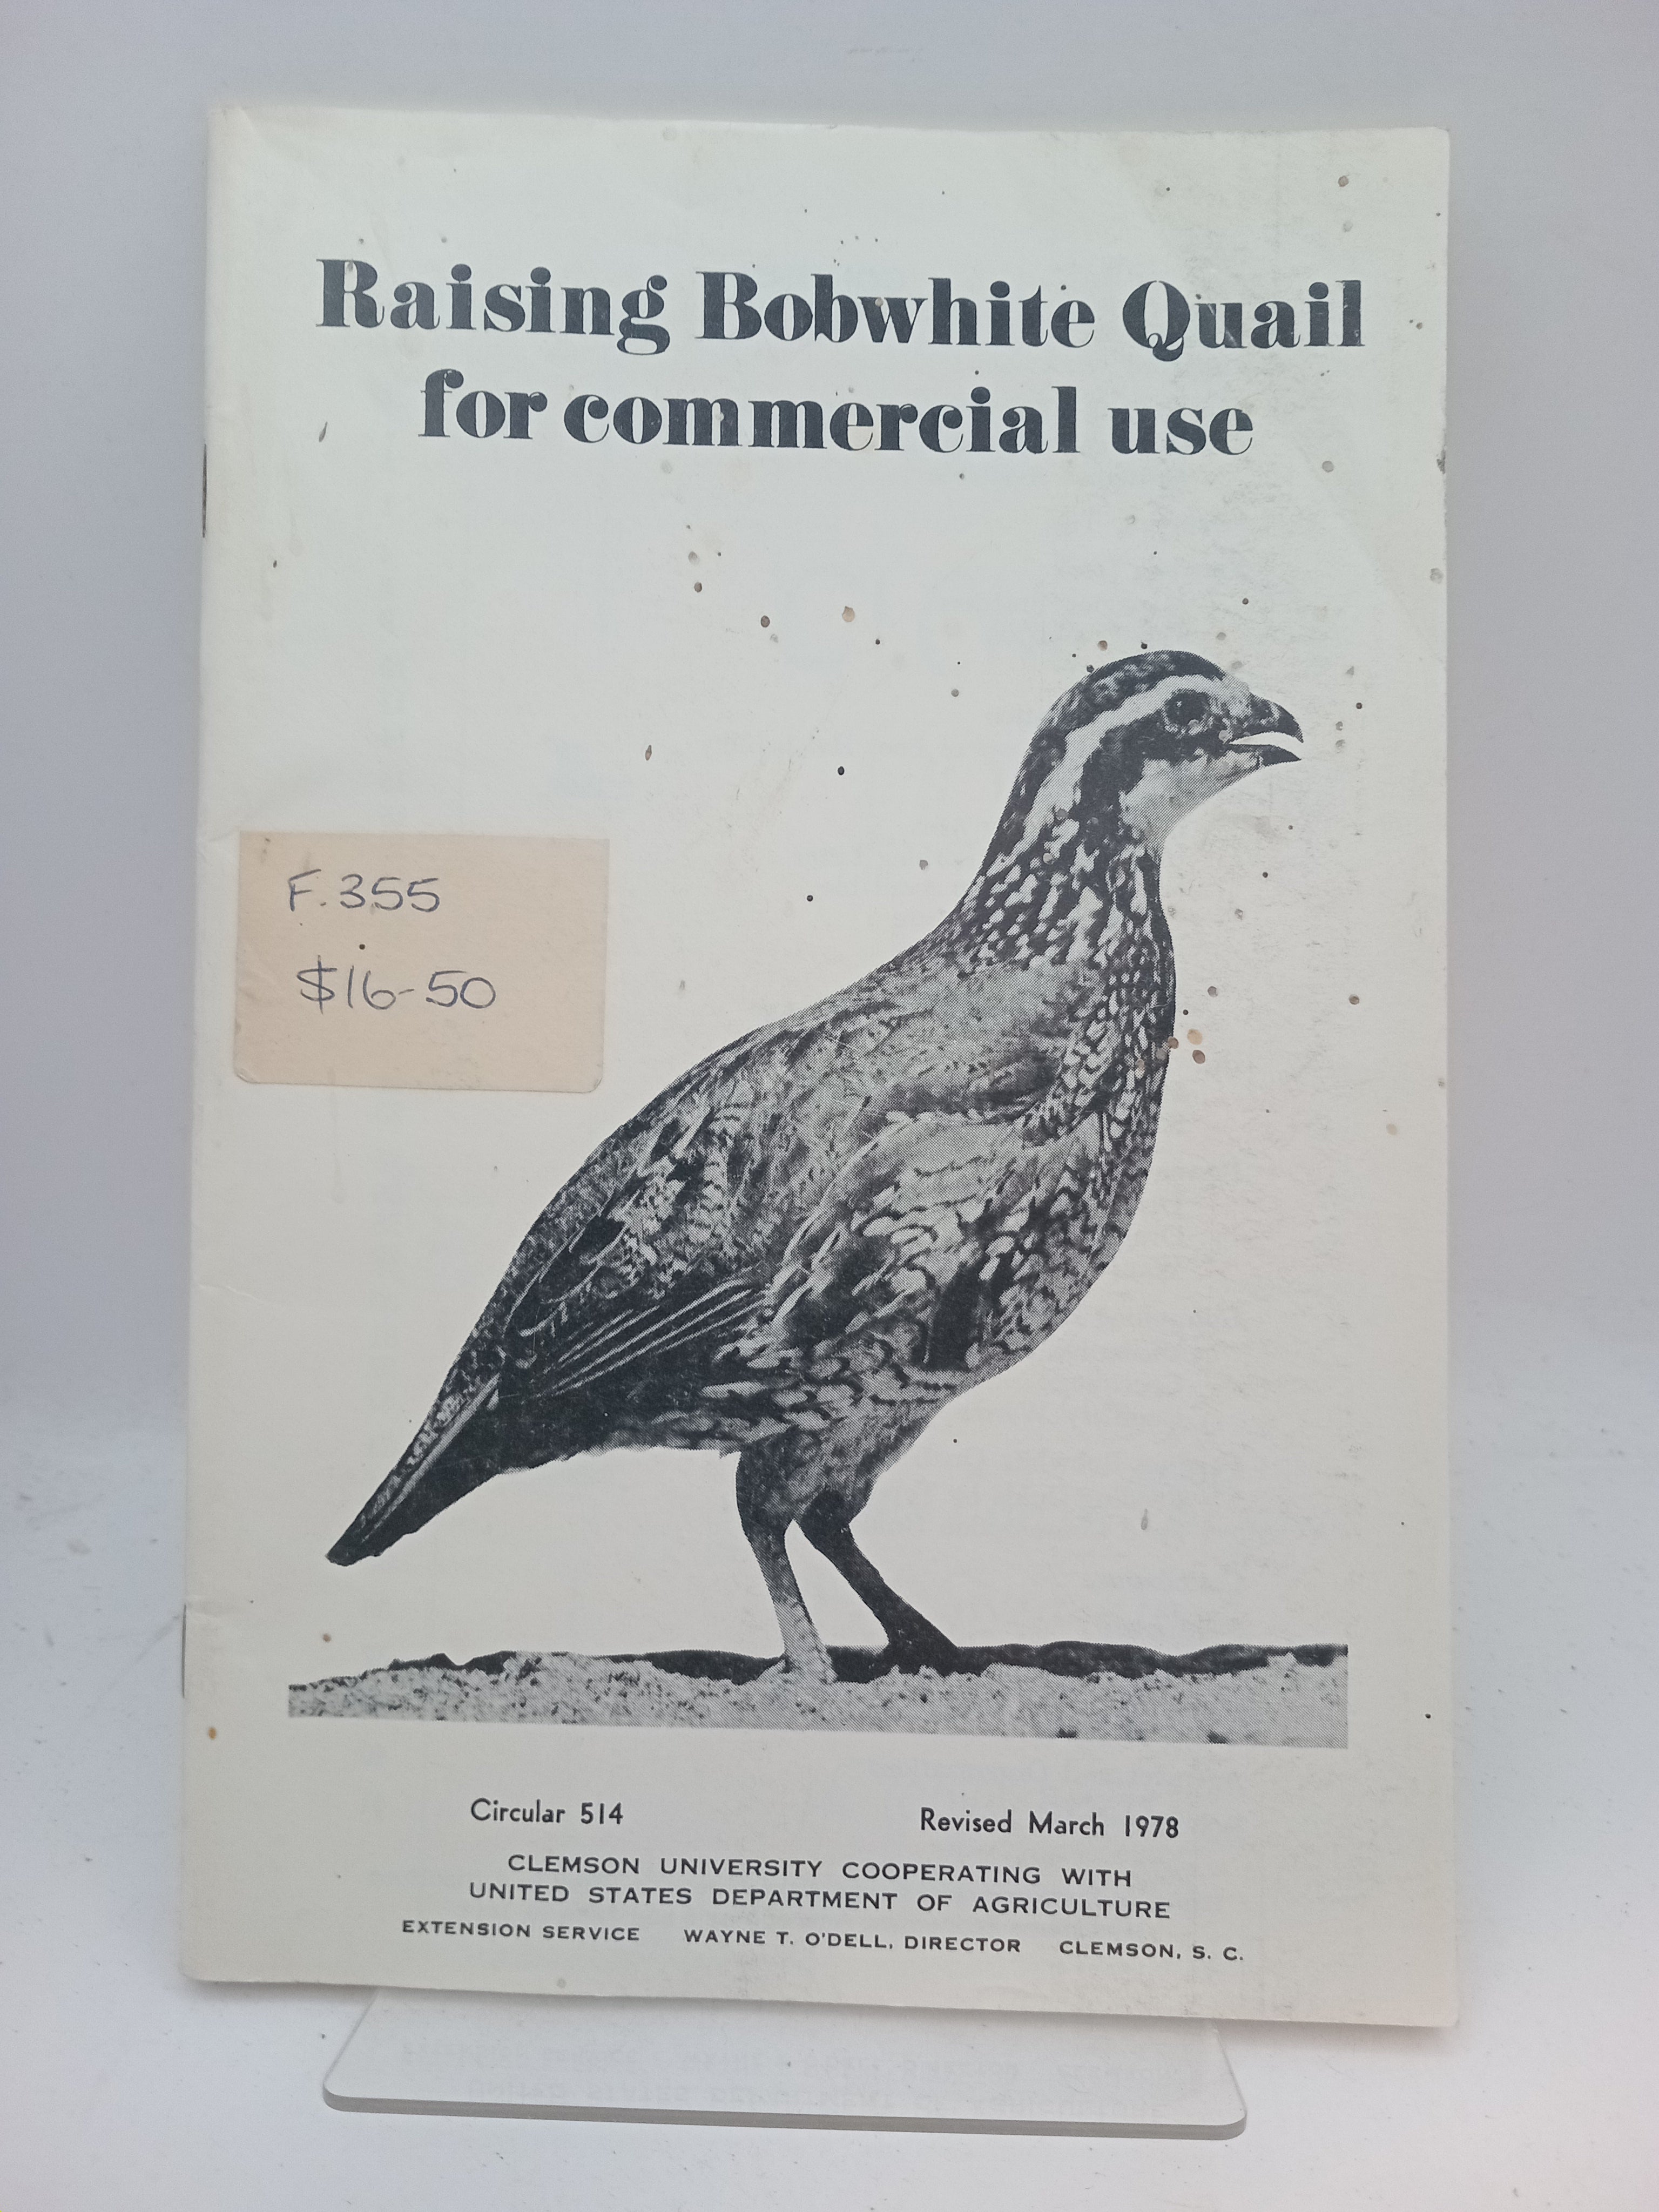 Raising Bobwhite Quail
for commercial use
F.355
$16-50
Circular 514 Revised March 1978
CLEMSON UNIVERSITY COOPERATING WITH
UNITED STATES DEPARTMENT OF AGRICULTURE
EXTENSION SERVICE WAYNE T. O'DELL, DIRECTOR CLEMSON, S. C.